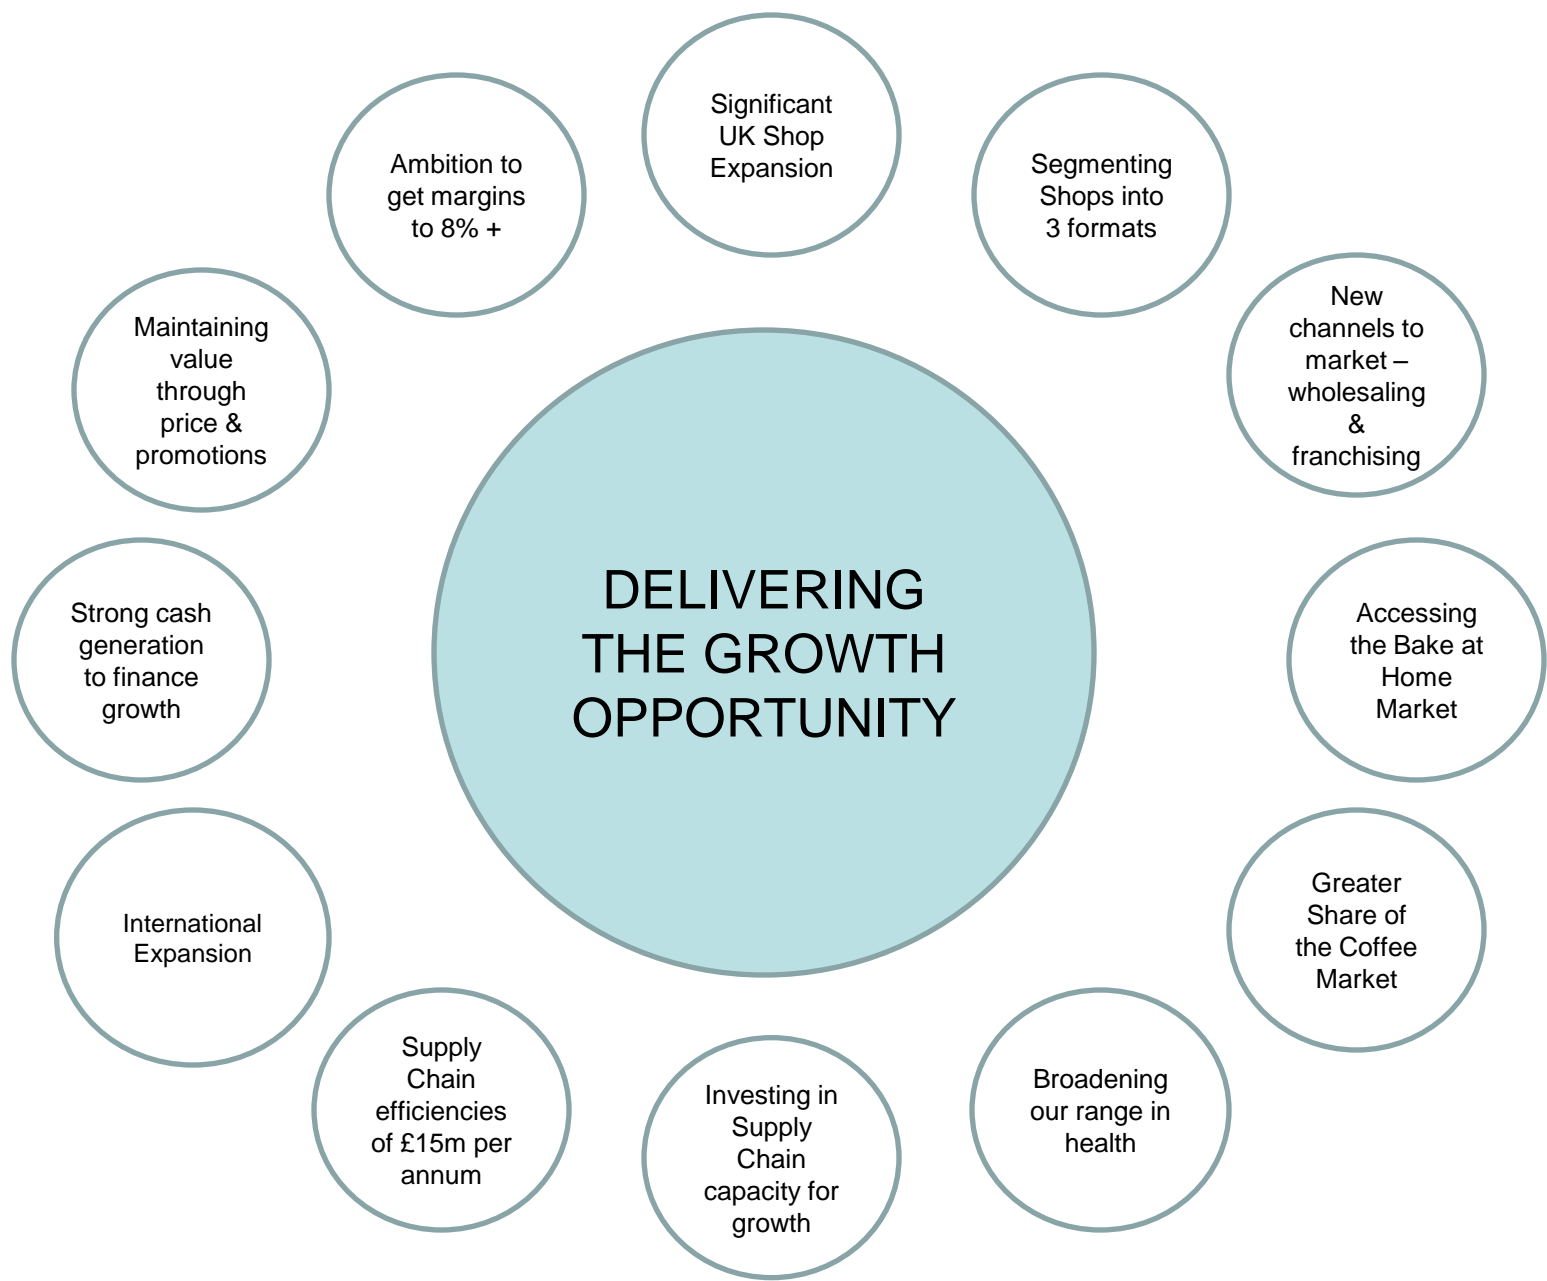 Significant
UK Shop
Expansion
Segmenting
Shops into
3 formats
New
channels to
market –
wholesaling
&
franchising
Accessing
the Bake at
Home
Market
Greater
Share of
the Coffee
Market
Broadening
our range in
health
Investing in
Supply
Chain
capacity for
growth
Supply
Chain
efficiencies
of £15m per
annum
International
Expansion
Strong cash
generation
to finance
growth
Maintaining
value
through
price &
promotions
Ambition to
get margins
to 8% +
DELIVERING
THE GROWTH
OPPORTUNITY